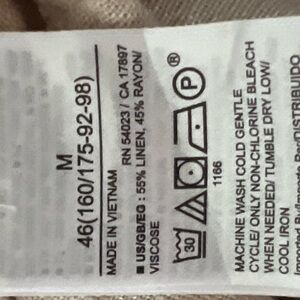 M
46(160/175-92-98)
MADE IN VIETNAM
RN 54023 / CA 17897
■ US/GB/EG : 55% LINEN, 45% RAYON/
VISCOSE
30
P
®
1166
MACHINE WASH COLD GENTLE
CYCLE/ ONLY NON-CHLORINE BLEACH
WHEN NEEDED/ TUMBLE DRY LOW/
COOL IRON